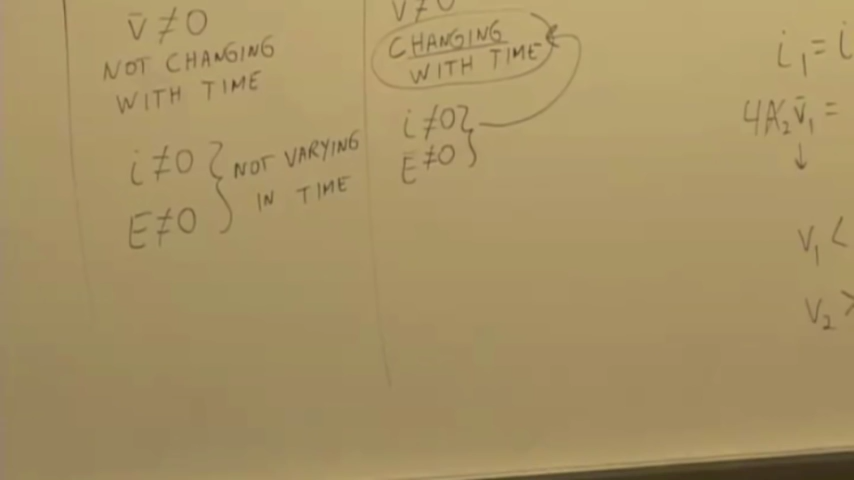 v̄ ≠ 0
NOT CHANGING
WITH TIME
i ≠ 0 } NOT VARYING
E ≠ 0 } IN TIME
v ≠ 0
CHANGING
WITH TIME
i ≠ 0 }
E ≠ 0 }
i₁ = i
4A₂v̄₁ =
↓
v₁ <
v₂ >